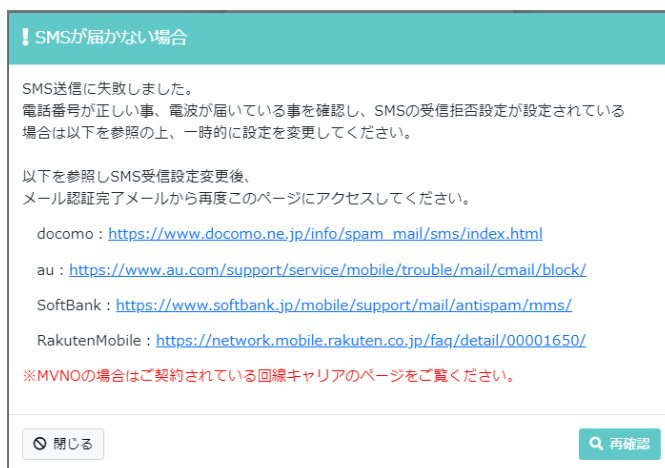 !SMSが届かない場合
SMS送信に失敗しました。
電話番号が正しい事、電波が届いている事を確認し、SMSの受信拒否設定が設定されている
場合は以下を参照の上、一時的に設定を変更してください。
以下を参照しSMS受信設定変更後、
メール認証完了メールから再度このページにアクセスしてください。
docomo : https://www.docomo.ne.jp/info/spam_mail/sms/index.html
au : https://www.au.com/support/service/mobile/trouble/mail/cmail/block/
SoftBank : https://www.softbank.jp/mobile/support/mail/antispam/mms/
RakutenMobile : https://network.mobile.rakuten.co.jp/faq/detail/00001650/
※MVNOの場合はご契約されている回線キャリアのページをご覧ください。
閉じる
再確認